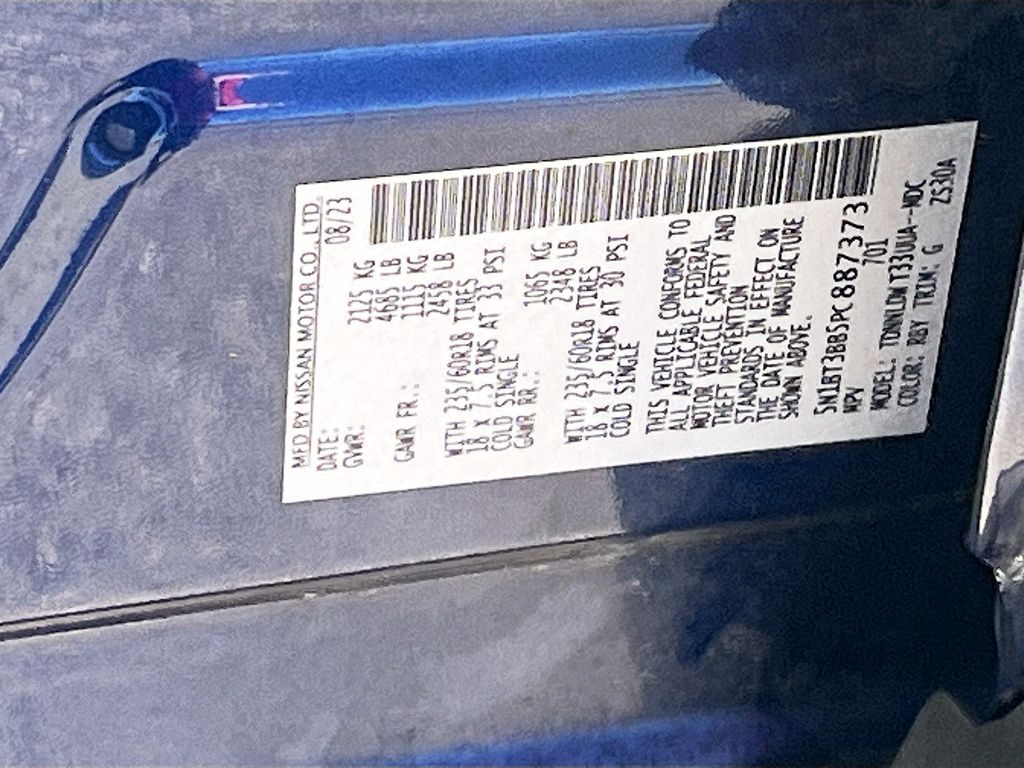 MFD BY NISSAN MOTOR CO., LTD.
DATE: 08/23
GVWR: 2125 KG
4685 LB
GAWR FR.: 1115 KG
2458 LB
WITH 235/60R18 TIRES
18 X 7.5 RIMS AT 33 PSI
COLD SINGLE
GAWR RR.: 1065 KG
2348 LB
WITH 235/60R18 TIRES
18 X 7.5 RIMS AT 30 PSI
COLD SINGLE
THIS VEHICLE CONFORMS TO
ALL APPLICABLE FEDERAL
MOTOR VEHICLE SAFETY AND
THEFT PREVENTION
STANDARDS IN EFFECT ON
THE DATE OF MANUFACTURE
SHOWN ABOVE.
5N1BT3BB5PC887373
MPV 701
MODEL: TDNNLDW T33UUA--NDC
COLOR: RBY TRIM: G ZS30A